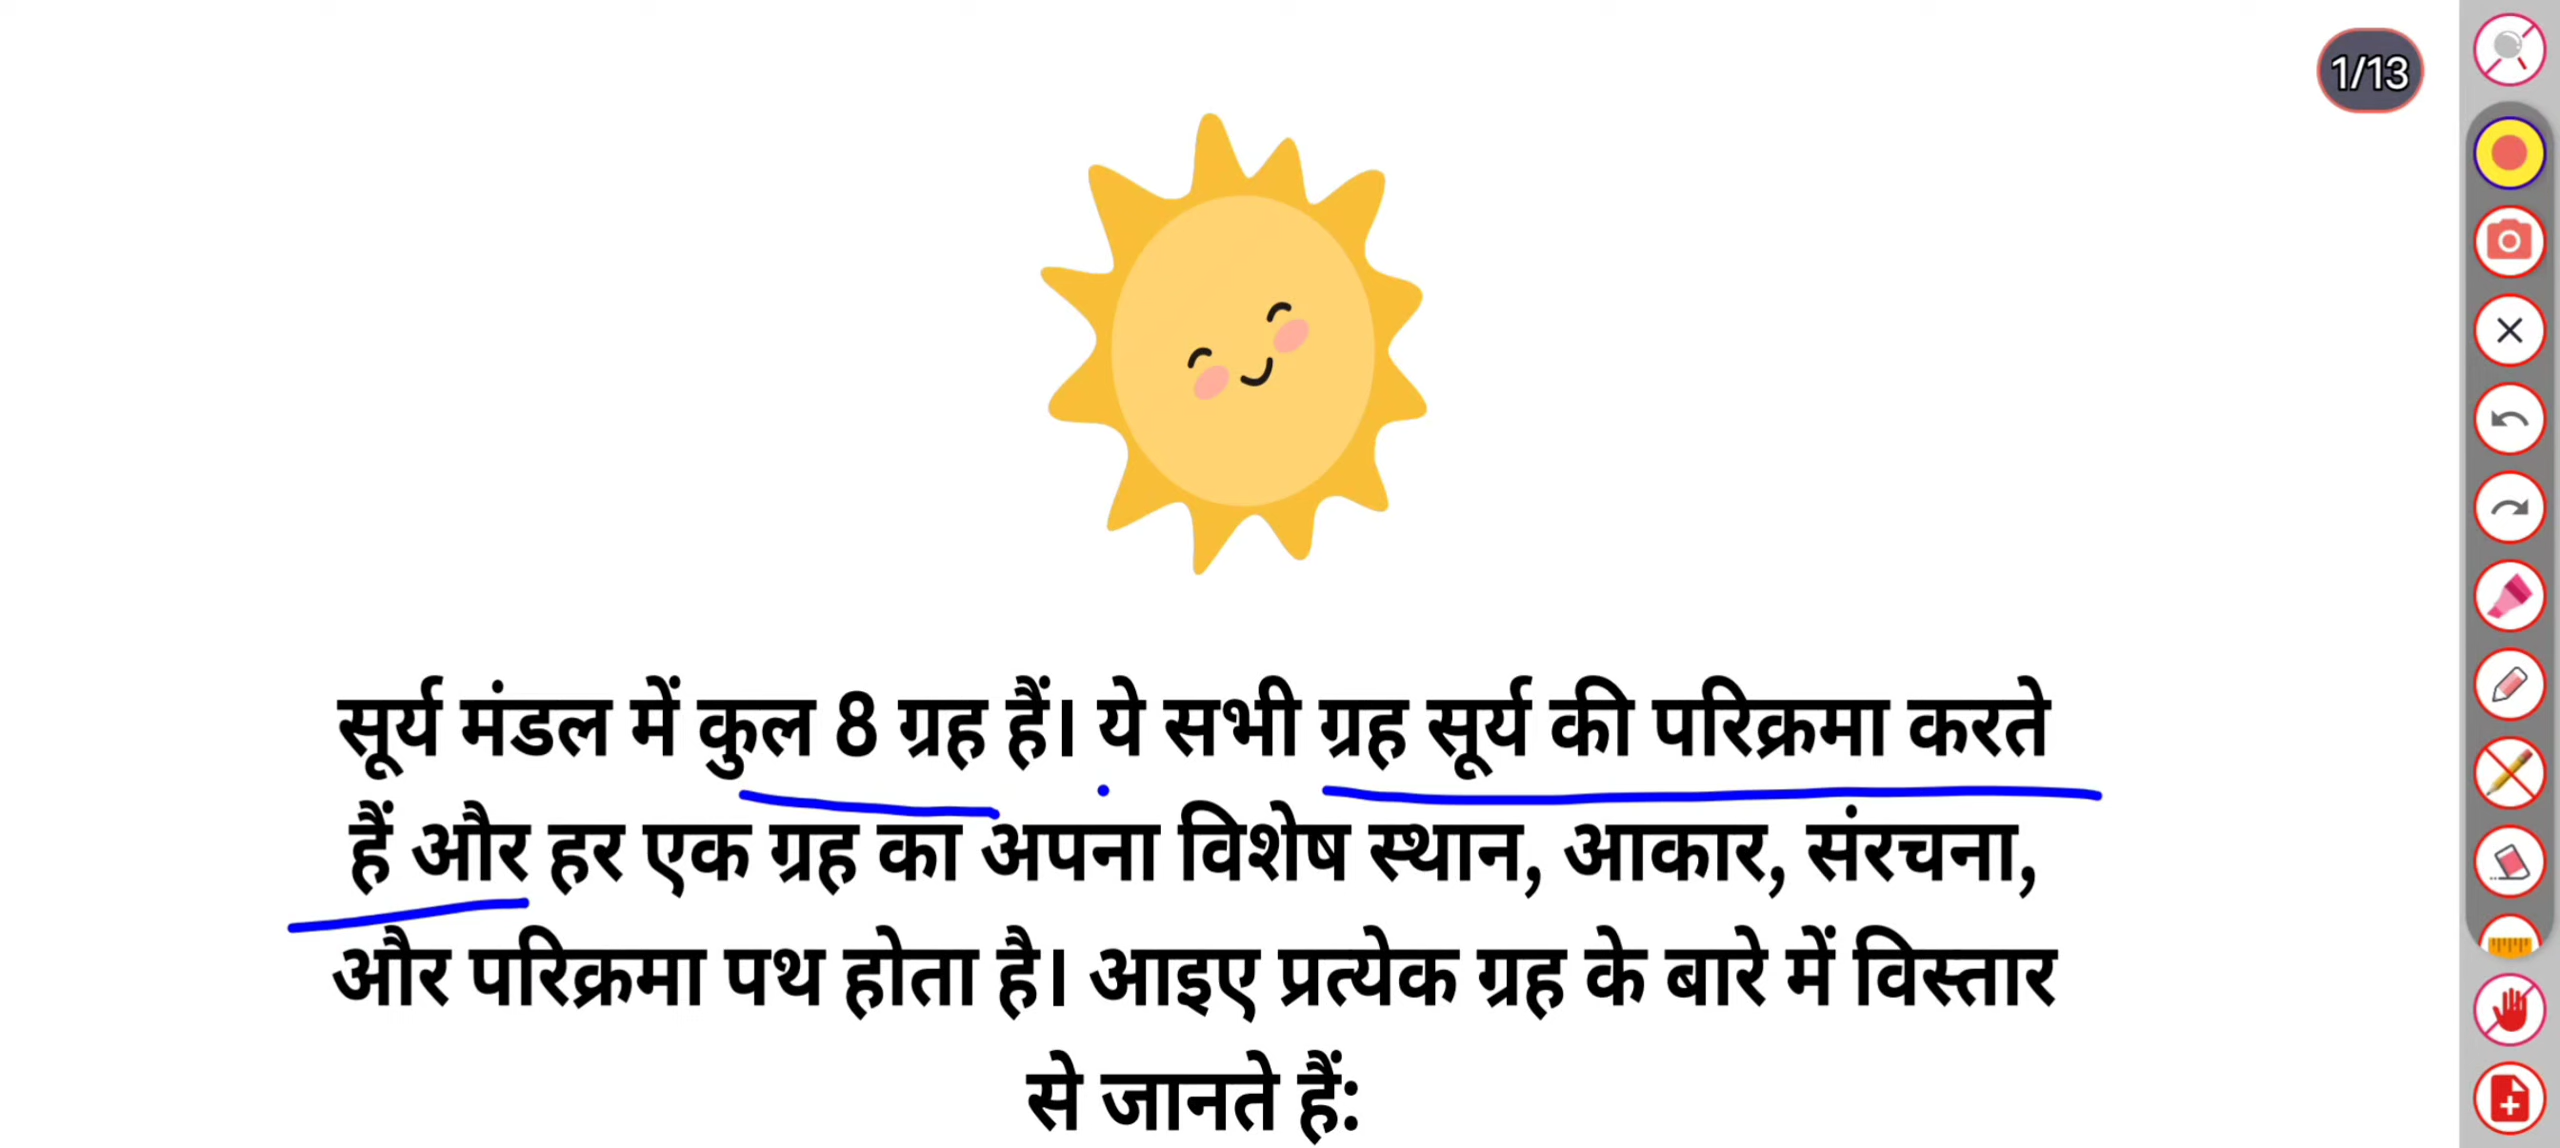 1/13
सूर्य मंडल में कुल 8 ग्रह हैं। ये सभी ग्रह सूर्य की परिक्रमा करते
हैं और हर एक ग्रह का अपना विशेष स्थान, आकार, संरचना,
और परिक्रमा पथ होता है। आइए प्रत्येक ग्रह के बारे में विस्तार
से जानते हैं: